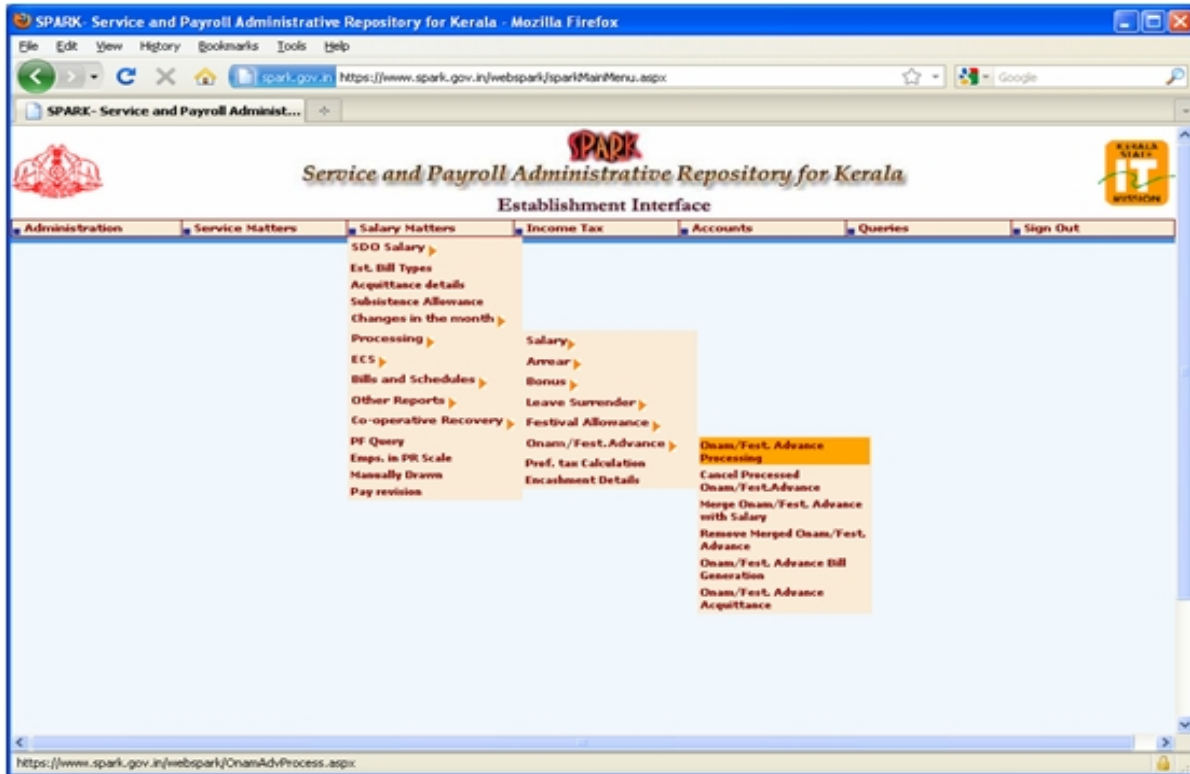 SPARK- Service and Payroll Administrative Repository for Kerala - Mozilla Firefox
File Edit View History Bookmarks Tools Help
spark.gov.in https://www.spark.gov.in/webspark/sparkMainMenu.aspx
Google
SPARK- Service and Payroll Administ...
SPARK
KERALA STATE
IT
MISSION
Service and Payroll Administrative Repository for Kerala
Establishment Interface
Administration Service Matters Salary Matters Income Tax Accounts Queries Sign Out
SDO Salary
Est. Bill Types
Acquittance details
Subsistence Allowance
Changes in the month
Processing
ECS
Bills and Schedules
Other Reports
Co-operative Recovery
PF Query
Emps. in PR Scale
Manually Drawn
Pay revision
Salary
Arrear
Bonus
Leave Surrender
Festival Allowance
Onam/Fest.Advance
Prof. tax Calculation
Encashment Details
Onam/Fest. Advance
Processing
Cancel Processed
Onam/Fest.Advance
Merge Onam/Fest. Advance
with Salary
Remove Merged Onam/Fest.
Advance
Onam/Fest. Advance Bill
Generation
Onam/Fest. Advance
Acquittance
https://www.spark.gov.in/webspark/OnamAdvProcess.aspx